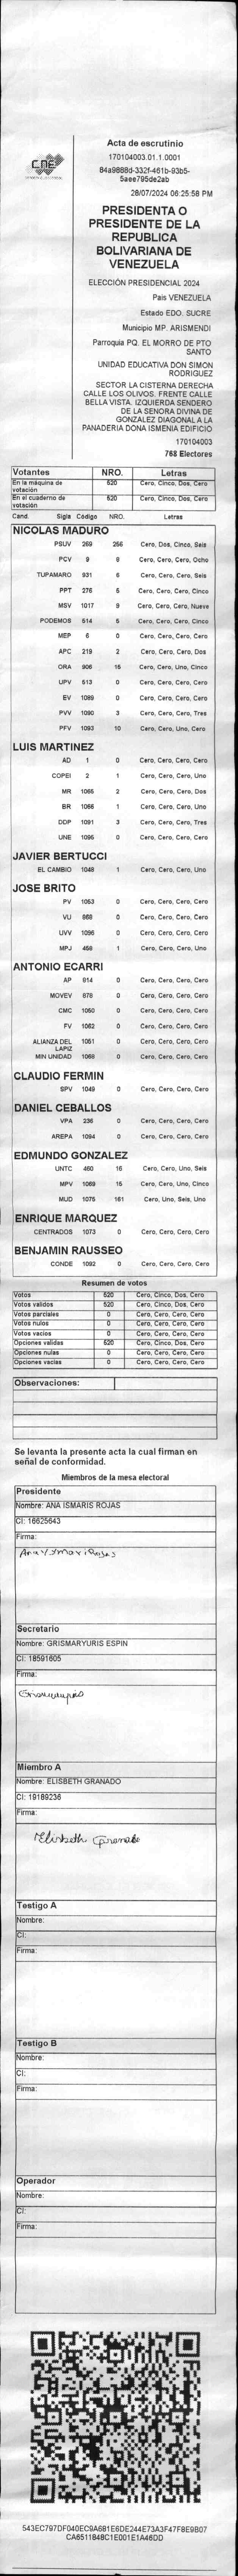 CNE
Acta de escrutinio
170104003.01.1.0001
84a9888d-332f-461b-93b5-
5aee795de2ab
28/07/2024 06:25:58 PM
PRESIDENTA O
PRESIDENTE DE LA
REPUBLICA
BOLIVARIANA DE
VENEZUELA
ELECCIÓN PRESIDENCIAL 2024
Pais VENEZUELA
Estado EDO. SUCRE
Municipio MP. ARISMENDI
Parroquia PQ. EL MORRO DE PTO
SANTO
UNIDAD EDUCATIVA DON SIMON
RODRIGUEZ
SECTOR LA CISTERNA DERECHA
CALLE LOS OLIVOS. FRENTE CALLE
BELLA VISTA. IZQUIERDA SENDERO
DE LA SENORA DIVINA DE
GONZALEZ DIAGONAL A LA
PANADERIA DONA ISMENIA EDIFICIO
170104003
768 Electores
Votantes NRO. Letras
En la máquina de votación 520 Cero, Cinco, Dos, Cero
En el cuaderno de votación 520 Cero, Cinco, Dos, Cero
Cand. Sigla Código NRO. Letras
NICOLAS MADURO
PSUV 269 256 Cero, Dos, Cinco, Seis
PCV 9 8 Cero, Cero, Cero, Ocho
TUPAMARO 931 6 Cero, Cero, Cero, Seis
PPT 276 5 Cero, Cero, Cero, Cinco
MSV 1017 9 Cero, Cero, Cero, Nueve
PODEMOS 514 5 Cero, Cero, Cero, Cinco
MEP 6 0 Cero, Cero, Cero, Cero
APC 219 2 Cero, Cero, Cero, Dos
ORA 906 15 Cero, Cero, Uno, Cinco
UPV 513 0 Cero, Cero, Cero, Cero
EV 1089 0 Cero, Cero, Cero, Cero
PVV 1090 3 Cero, Cero, Cero, Tres
PFV 1093 10 Cero, Cero, Uno, Cero
LUIS MARTINEZ
AD 1 0 Cero, Cero, Cero, Cero
COPEI 2 1 Cero, Cero, Cero, Uno
MR 1065 2 Cero, Cero, Cero, Dos
BR 1066 1 Cero, Cero, Cero, Uno
DDP 1091 3 Cero, Cero, Cero, Tres
UNE 1095 0 Cero, Cero, Cero, Cero
JAVIER BERTUCCI
EL CAMBIO 1048 1 Cero, Cero, Cero, Uno
JOSE BRITO
PV 1053 0 Cero, Cero, Cero, Cero
VU 868 0 Cero, Cero, Cero, Cero
UVV 1096 0 Cero, Cero, Cero, Cero
MPJ 459 1 Cero, Cero, Cero, Uno
ANTONIO ECARRI
AP 914 0 Cero, Cero, Cero, Cero
MOVEV 878 0 Cero, Cero, Cero, Cero
CMC 1050 0 Cero, Cero, Cero, Cero
FV 1062 0 Cero, Cero, Cero, Cero
ALIANZA DEL LAPIZ 1051 0 Cero, Cero, Cero, Cero
MIN UNIDAD 1068 0 Cero, Cero, Cero, Cero
CLAUDIO FERMIN
SPV 1049 0 Cero, Cero, Cero, Cero
DANIEL CEBALLOS
VPA 236 0 Cero, Cero, Cero, Cero
AREPA 1094 0 Cero, Cero, Cero, Cero
EDMUNDO GONZALEZ
UNTC 460 16 Cero, Cero, Uno, Seis
MPV 1069 15 Cero, Cero, Uno, Cinco
MUD 1075 161 Cero, Uno, Seis, Uno
ENRIQUE MARQUEZ
CENTRADOS 1073 0 Cero, Cero, Cero, Cero
BENJAMIN RAUSSEO
CONDE 1092 0 Cero, Cero, Cero, Cero
Resumen de votos
Votos 520 Cero, Cinco, Dos, Cero
Votos validos 520 Cero, Cinco, Dos, Cero
Votos parciales 0 Cero, Cero, Cero, Cero
Votos nulos 0 Cero, Cero, Cero, Cero
Votos vacios 0 Cero, Cero, Cero, Cero
Opciones validas 520 Cero, Cinco, Dos, Cero
Opciones nulas 0 Cero, Cero, Cero, Cero
Opciones vacias 0 Cero, Cero, Cero, Cero
Observaciones:
Se levanta la presente acta la cual firman en
señal de conformidad.
Miembros de la mesa electoral
Presidente
Nombre: ANA ISMARIS ROJAS
CI: 16625643
Firma:
Secretario
Nombre: GRISMARYURIS ESPIN
CI: 18591605
Firma:
Miembro A
Nombre: ELISBETH GRANADO
CI: 19189236
Firma:
Elisbeth Granado
Testigo A
Nombre:
CI:
Firma:
Testigo B
Nombre:
CI:
Firma:
Operador
Nombre:
CI:
Firma:
543EC797DF040EC9A681E6DE244E73A3F47F8E9B07
CA6511848C1E001E1A46DD